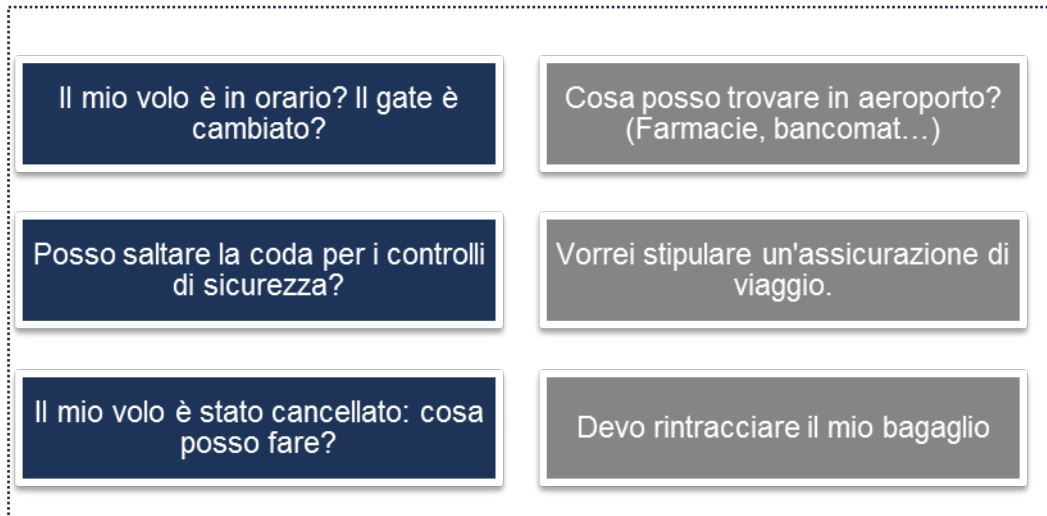 Il mio volo è in orario? Il gate è
cambiato?
Cosa posso trovare in aeroporto?
(Farmacie, bancomat…)
Posso saltare la coda per i controlli
di sicurezza?
Vorrei stipulare un'assicurazione di
viaggio.
Il mio volo è stato cancellato: cosa
posso fare?
Devo rintracciare il mio bagaglio